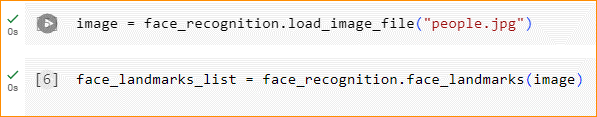 image = face_recognition.load_image_file("people.jpg")
0s
[6] face_landmarks_list = face_recognition.face_landmarks(image)
0s